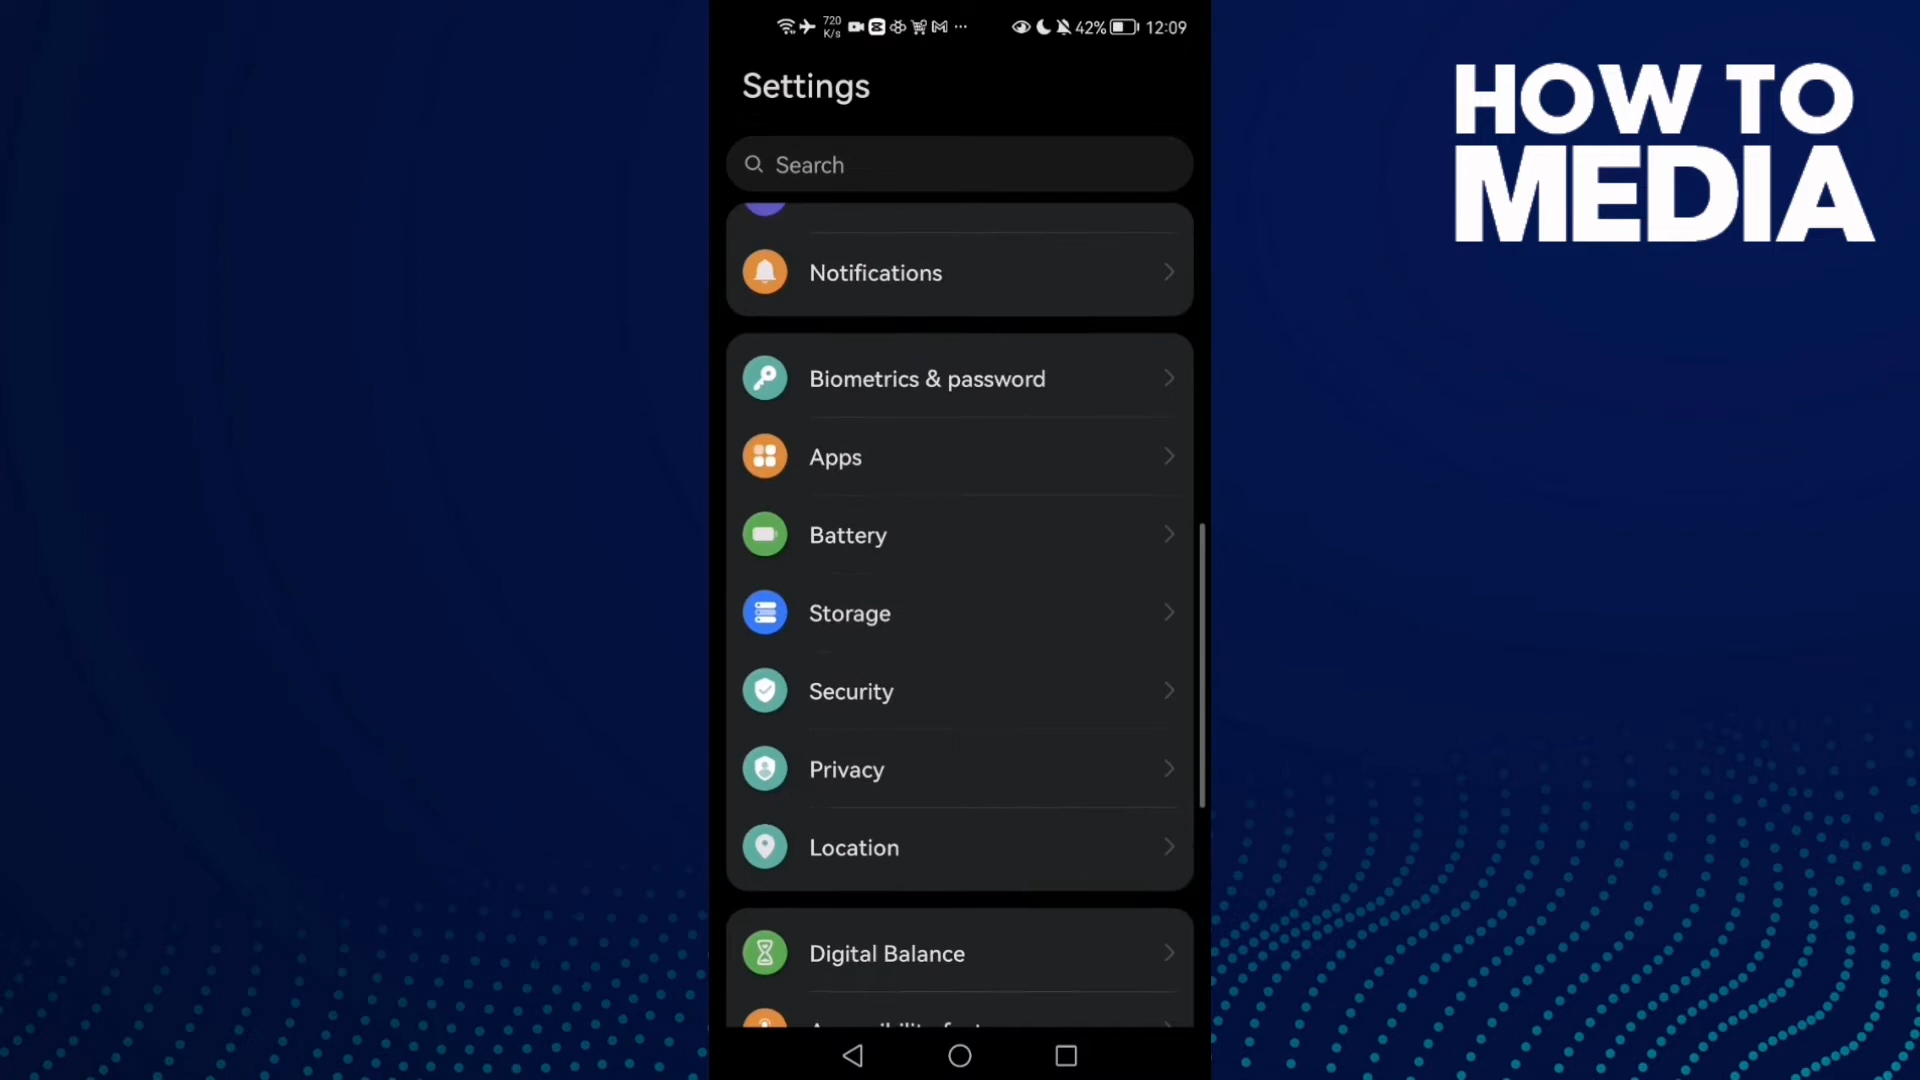 720
K/s
42%
12:09
Settings
HOW TO
MEDIA
Search
Notifications
Biometrics & password
Apps
Battery
Storage
Security
Privacy
Location
Digital Balance